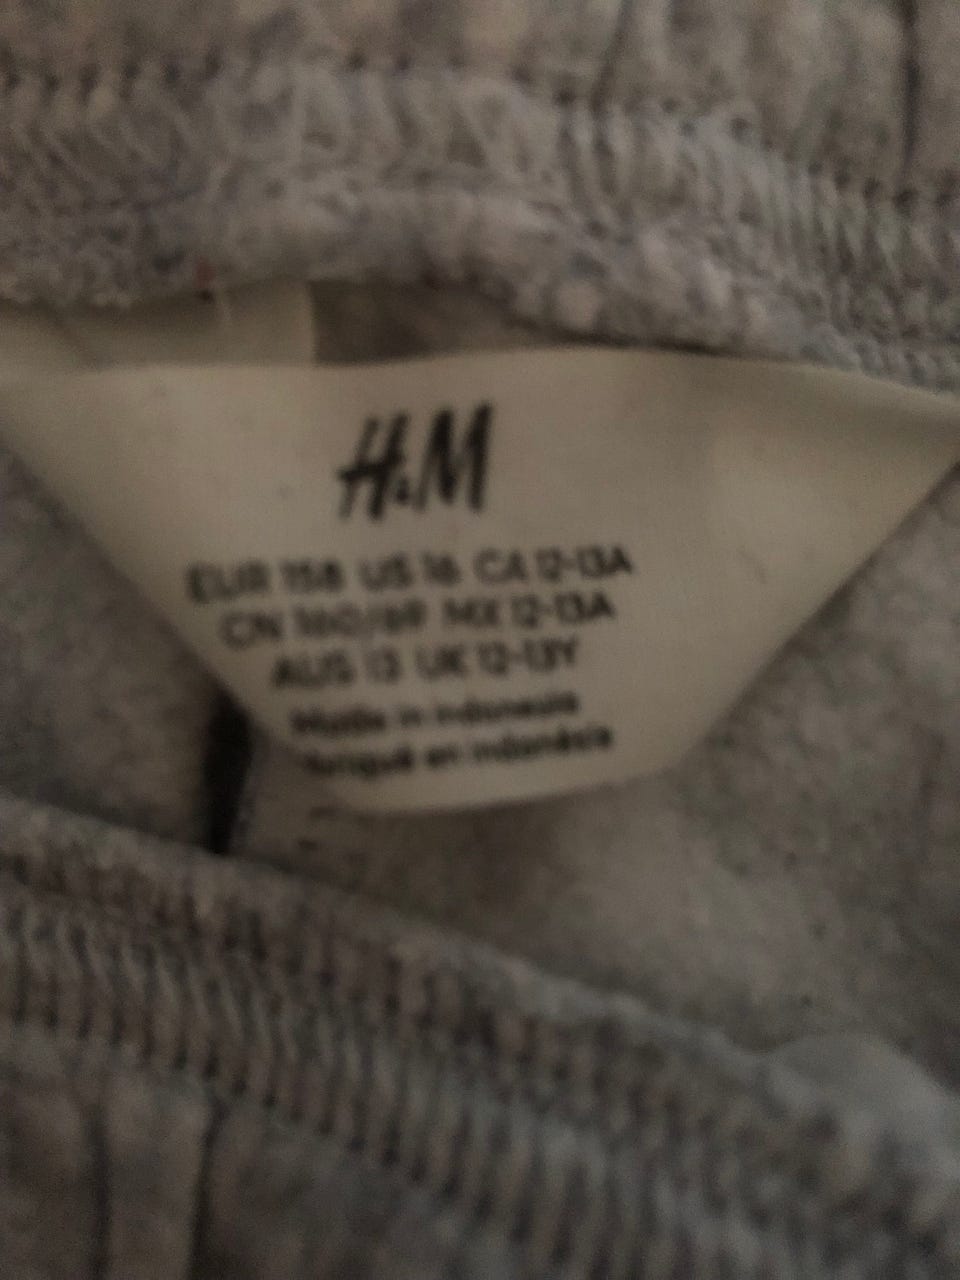 H&M
EUR 158 US 16 CA 12-13A
CN 160/69 MX 12-13A
AUS 13 UK 12-13Y
Made in Indonesia
en Indonésie